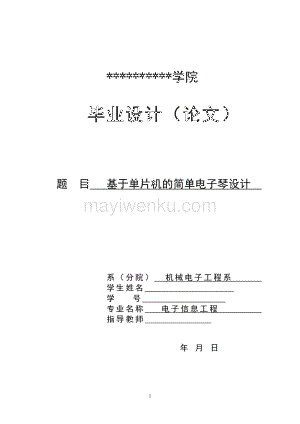 **********学院
毕业设计（论文）
题 目 基于单片机的简单电子琴设计
mayiwenku.com
系（分院） 机械电子工程系
学生姓名
学 号
专业名称 电子信息工程
指导教师
年 月 日
1